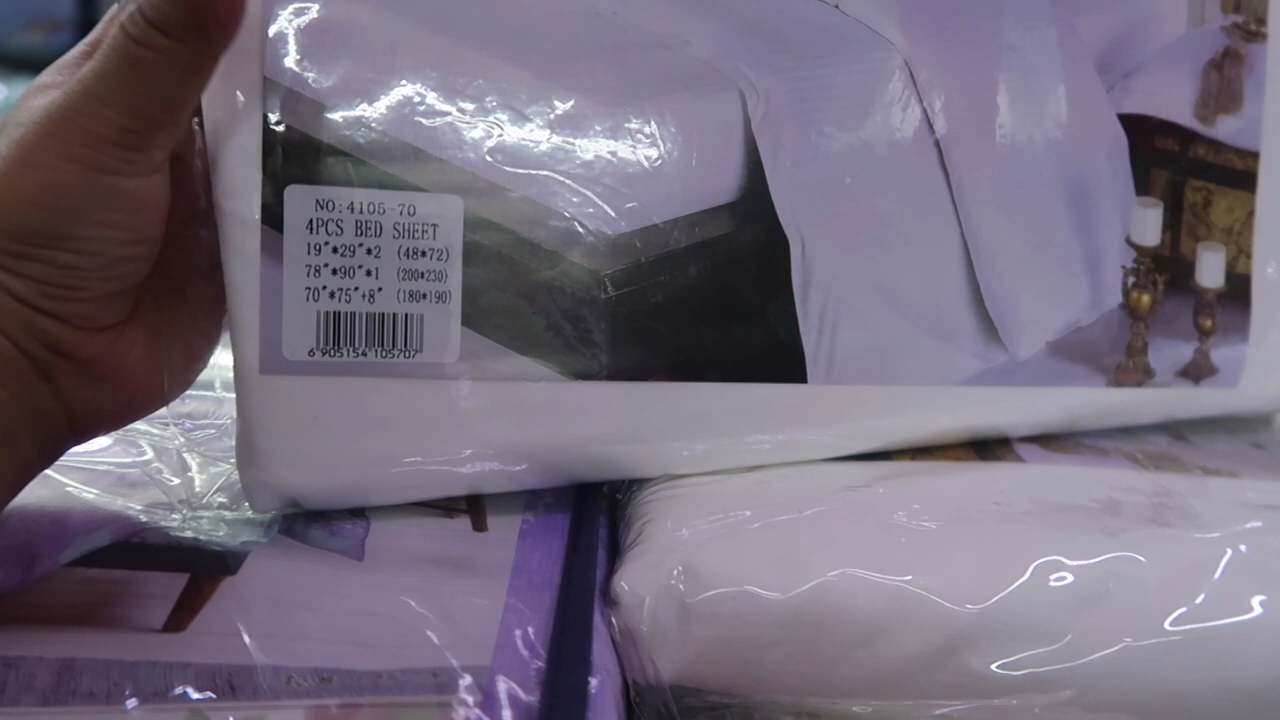 NO:4105-70
4PCS BED SHEET
19"*29"*2 (48*72)
78"*90"*1 (200*230)
70"*75"+8" (180*190)
6 905154 105707